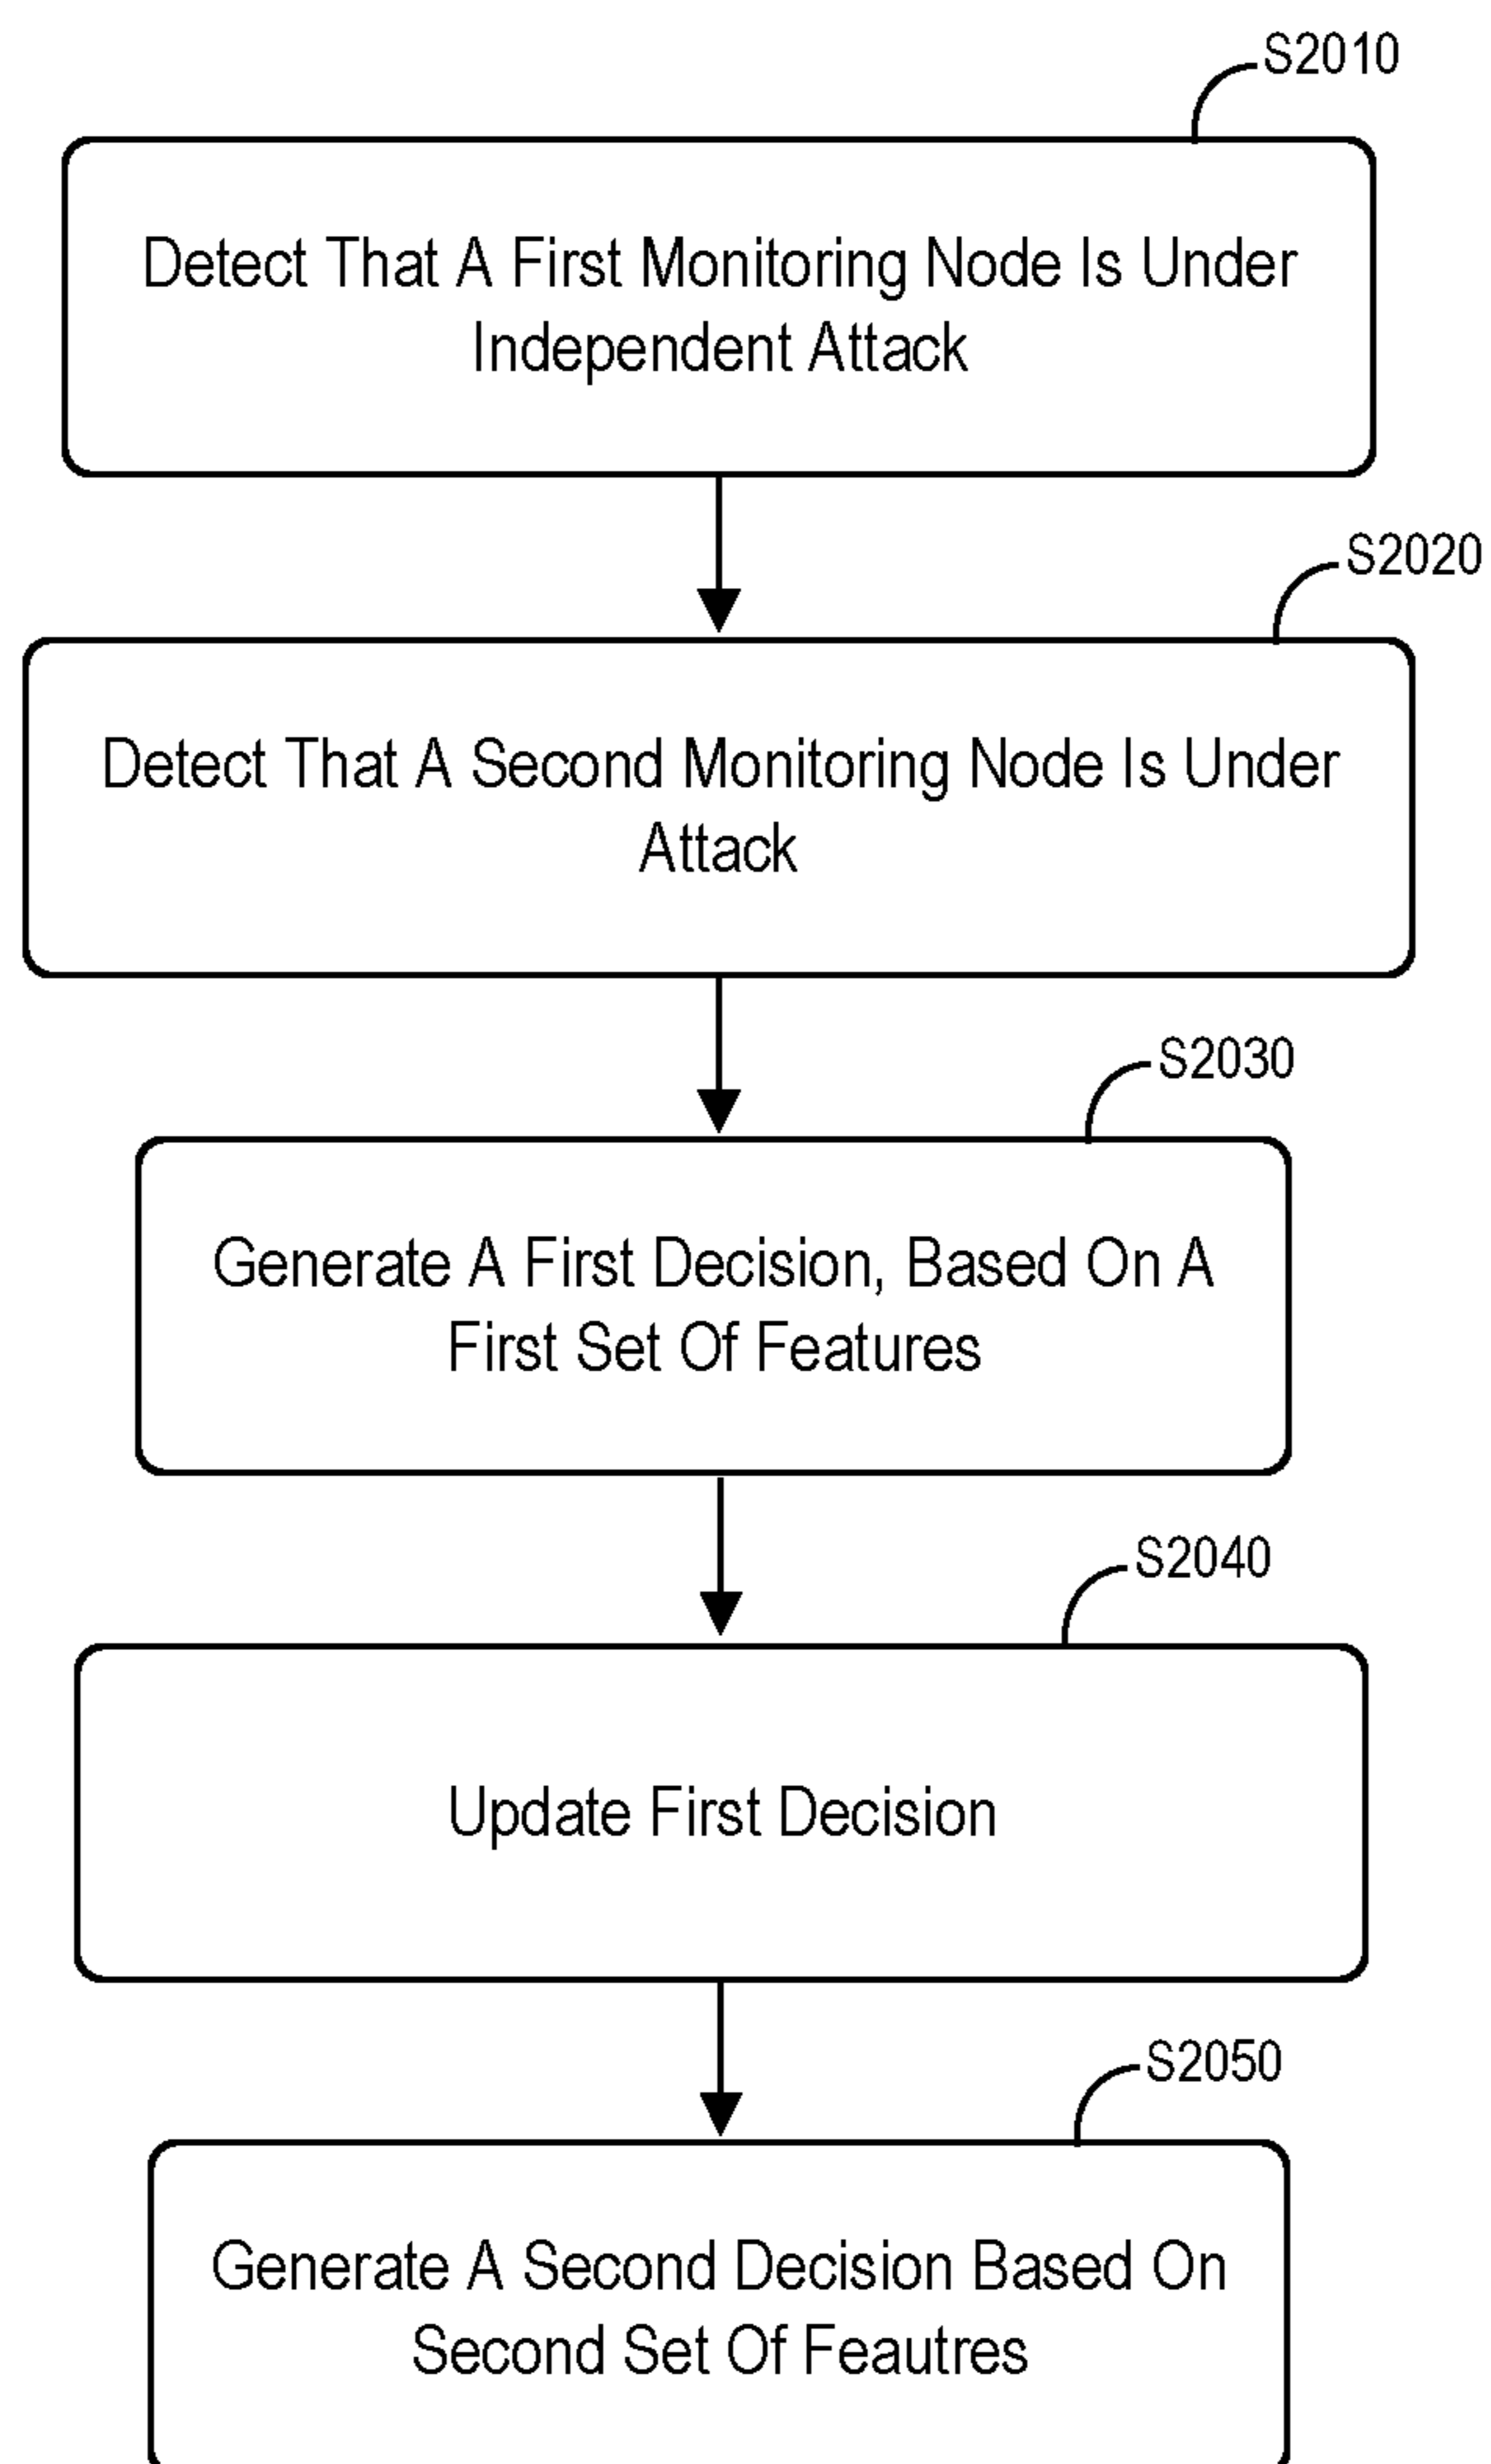 S2010
Detect That A First Monitoring Node Is Under
Independent Attack
S2020
Detect That A Second Monitoring Node Is Under
Attack
S2030
Generate A First Decision, Based On A
First Set Of Features
S2040
Update First Decision
S2050
Generate A Second Decision Based On
Second Set Of Feautres